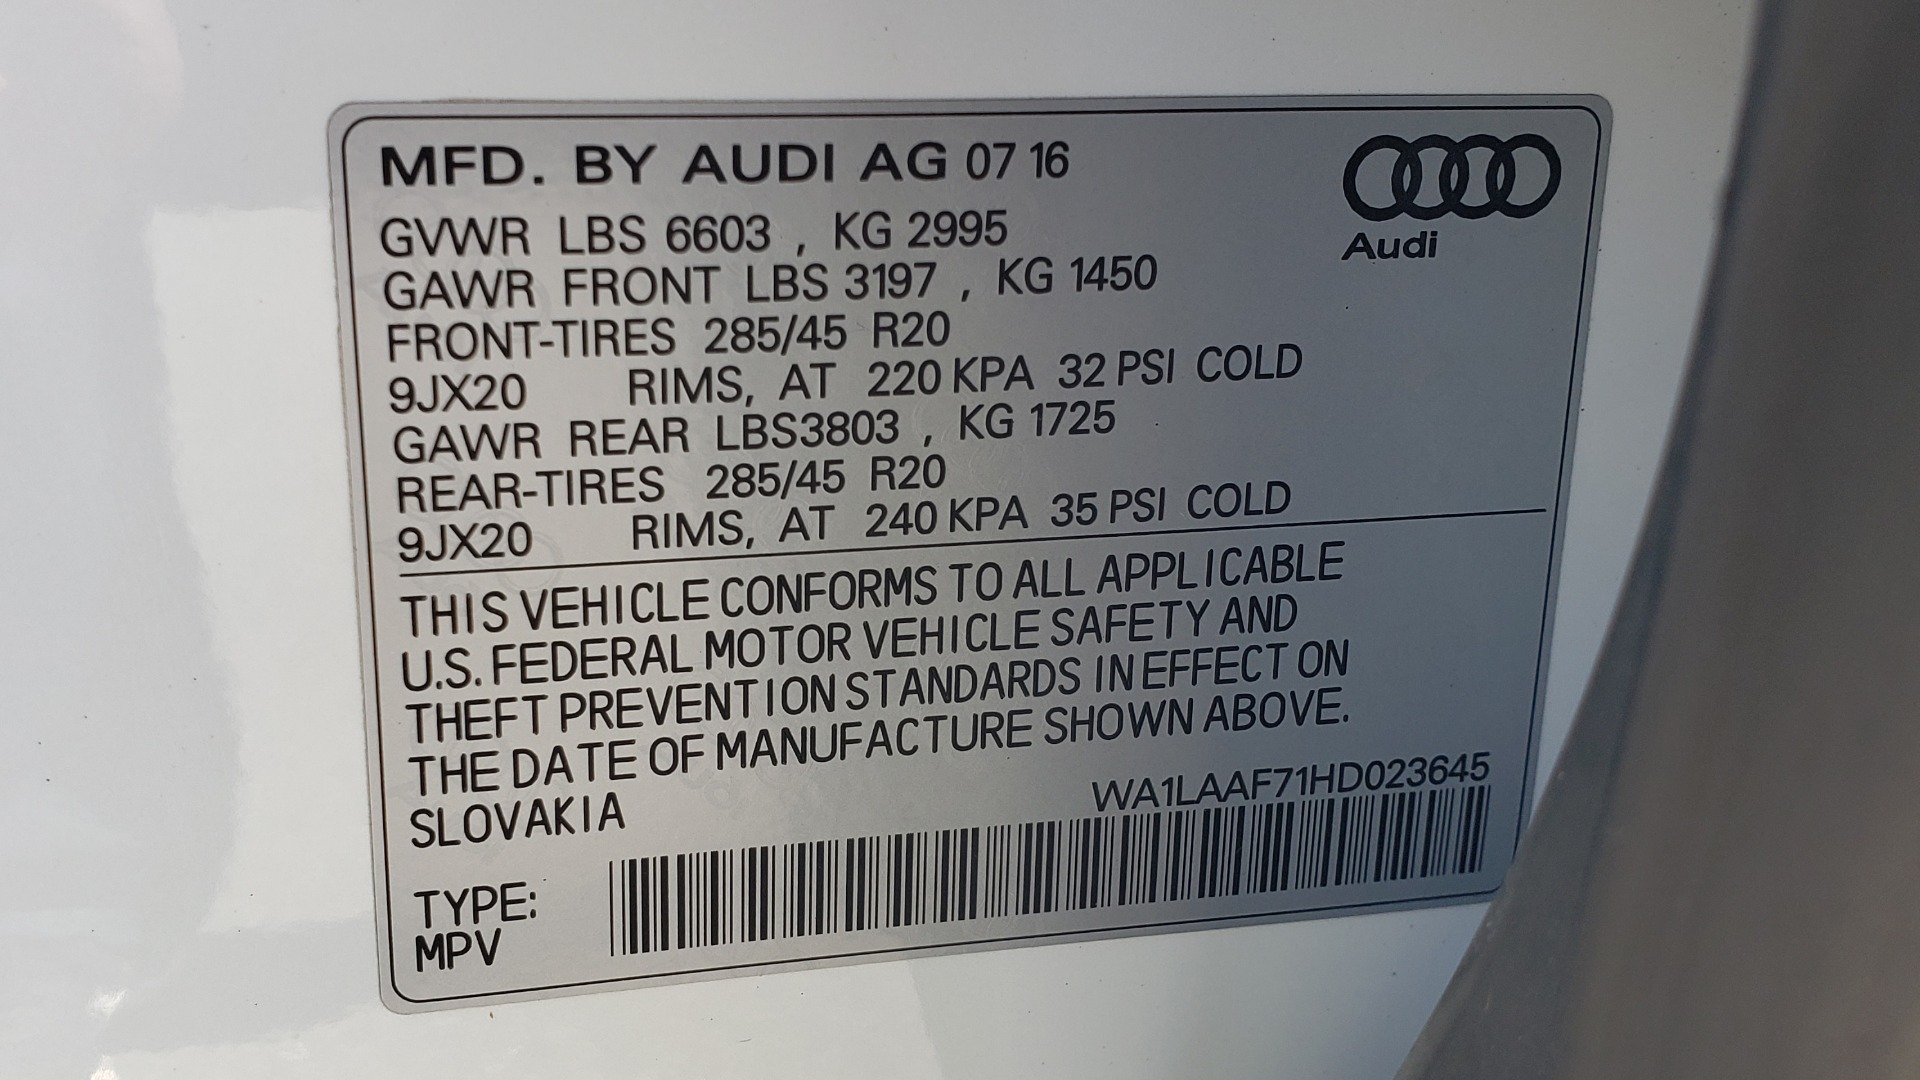 MFD. BY AUDI AG 07 16
GVWR LBS 6603 , KG 2995
Audi
GAWR FRONT LBS 3197 , KG 1450
FRONT-TIRES 285/45 R20
9JX20 RIMS, AT 220 KPA 32 PSI COLD
GAWR REAR LBS3803 , KG 1725
REAR-TIRES 285/45 R20
9JX20 RIMS, AT 240 KPA 35 PSI COLD
THIS VEHICLE CONFORMS TO ALL APPLICABLE
U.S. FEDERAL MOTOR VEHICLE SAFETY AND
THEFT PREVENTION STANDARDS IN EFFECT ON
THE DATE OF MANUFACTURE SHOWN ABOVE.
SLOVAKIA
WA1LAAF71HD023645
TYPE:
MPV